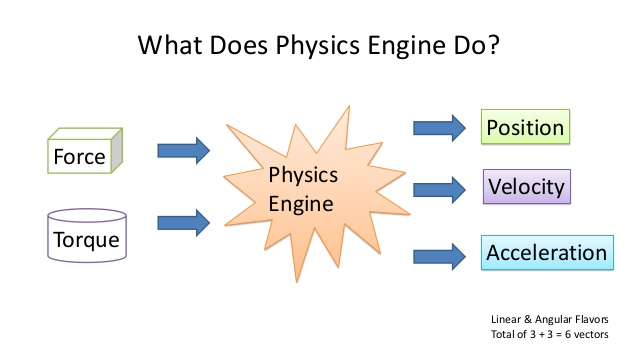 What Does Physics Engine Do?
Force
Torque
Physics
Engine
Position
Velocity
Acceleration
Linear & Angular Flavors
Total of 3 + 3 = 6 vectors